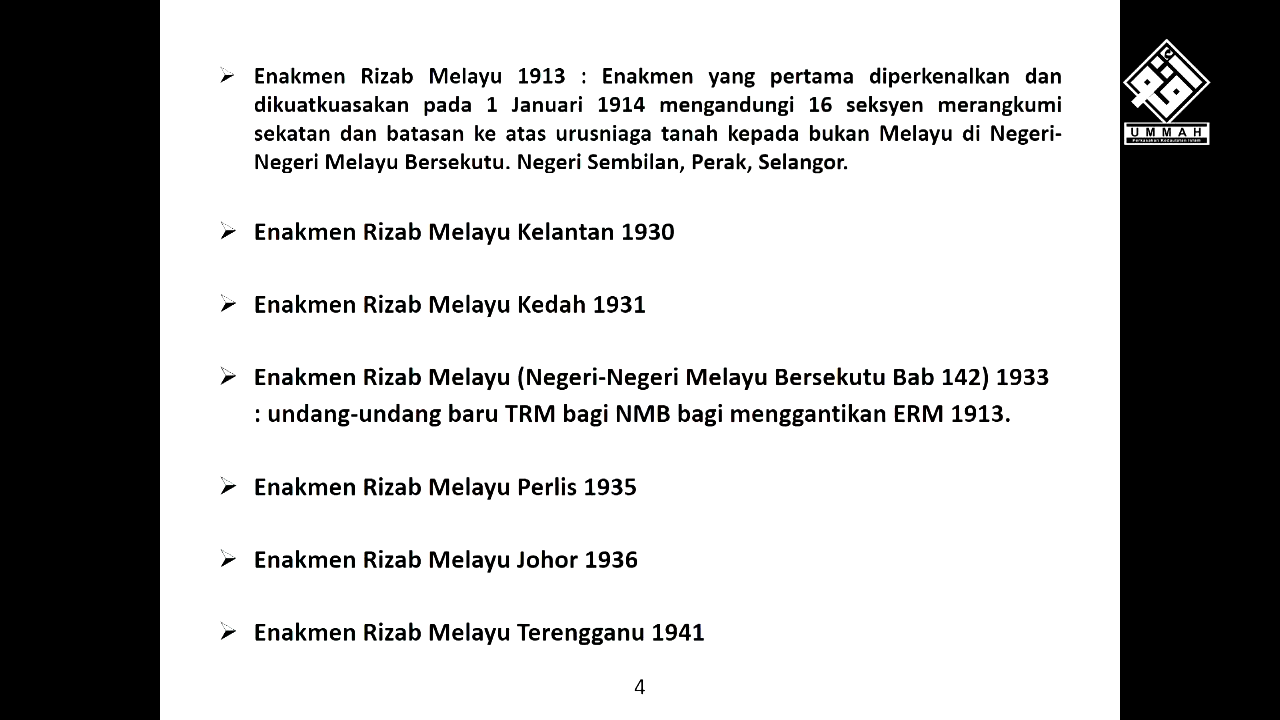 ➢ Enakmen Rizab Melayu 1913 : Enakmen yang pertama diperkenalkan dan
dikuatkuasakan pada 1 Januari 1914 mengandungi 16 seksyen merangkumi
sekatan dan batasan ke atas urusniaga tanah kepada bukan Melayu di Negeri-
Negeri Melayu Bersekutu. Negeri Sembilan, Perak, Selangor.
➢ Enakmen Rizab Melayu Kelantan 1930
➢ Enakmen Rizab Melayu Kedah 1931
➢ Enakmen Rizab Melayu (Negeri-Negeri Melayu Bersekutu Bab 142) 1933
: undang-undang baru TRM bagi NMB bagi menggantikan ERM 1913.
➢ Enakmen Rizab Melayu Perlis 1935
➢ Enakmen Rizab Melayu Johor 1936
➢ Enakmen Rizab Melayu Terengganu 1941
4
UMMAH
Perkasakan Kedaulatan Islam